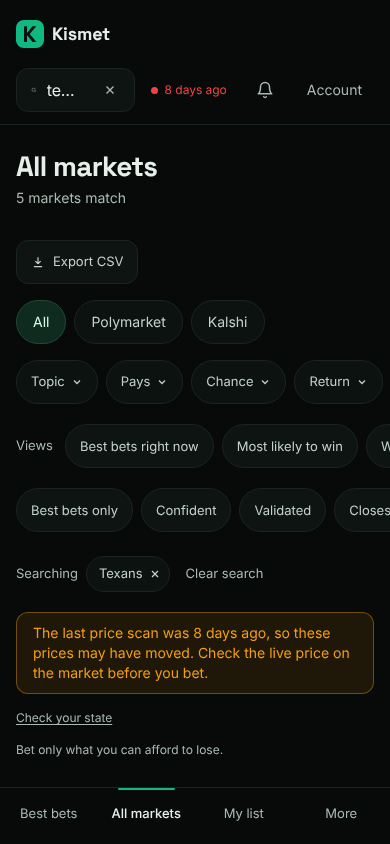 K Kismet
te... × 8 days ago Account
All markets
5 markets match
Export CSV
All Polymarket Kalshi
Topic Pays Chance Return
Views Best bets right now Most likely to win W
Best bets only Confident Validated Closes
Searching Texans × Clear search
The last price scan was 8 days ago, so these
prices may have moved. Check the live price on
the market before you bet.
Check your state
Bet only what you can afford to lose.
Best bets All markets My list More